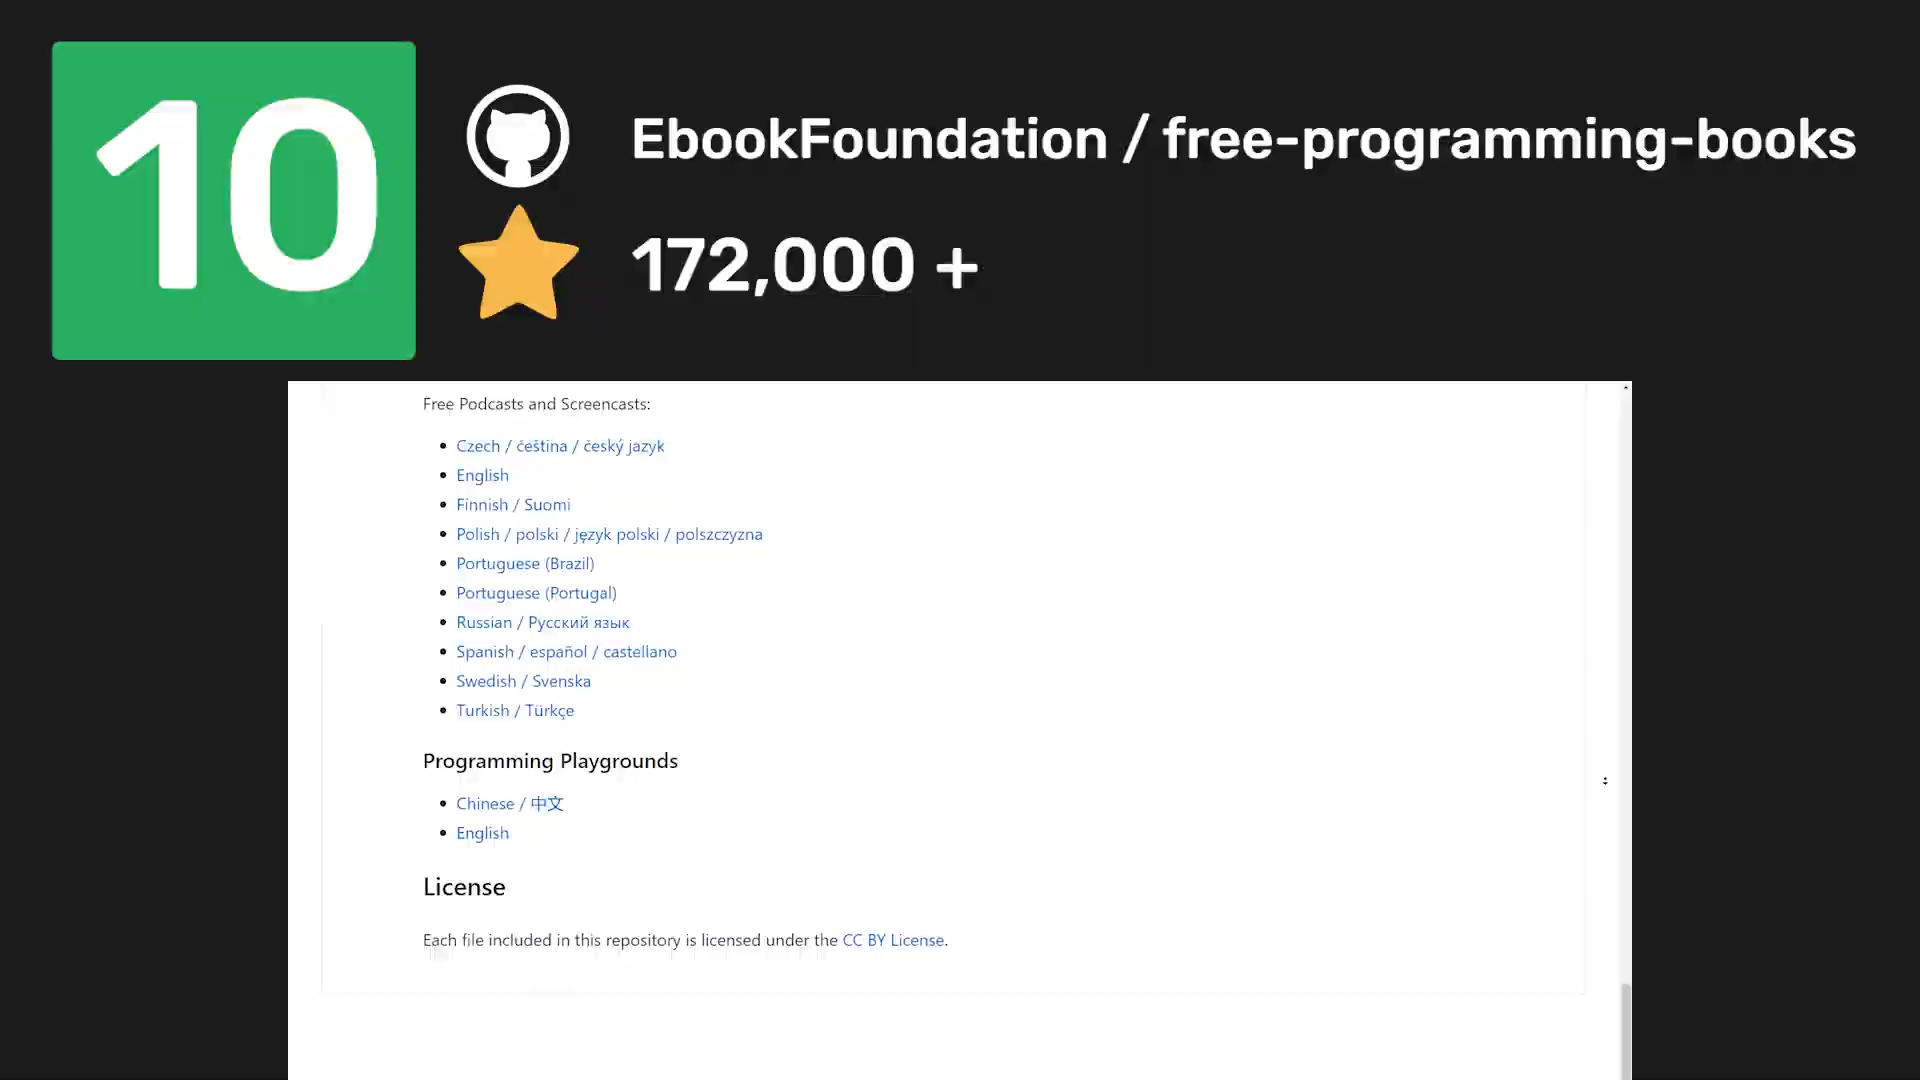 10
EbookFoundation / free-programming-books
172,000 +
Free Podcasts and Screencasts:
Czech / čeština / český jazyk
English
Finnish / Suomi
Polish / polski / język polski / polszczyzna
Portuguese (Brazil)
Portuguese (Portugal)
Russian / Русский язык
Spanish / español / castellano
Swedish / Svenska
Turkish / Türkçe
Programming Playgrounds
Chinese / 中文
English
License
Each file included in this repository is licensed under the CC BY License.